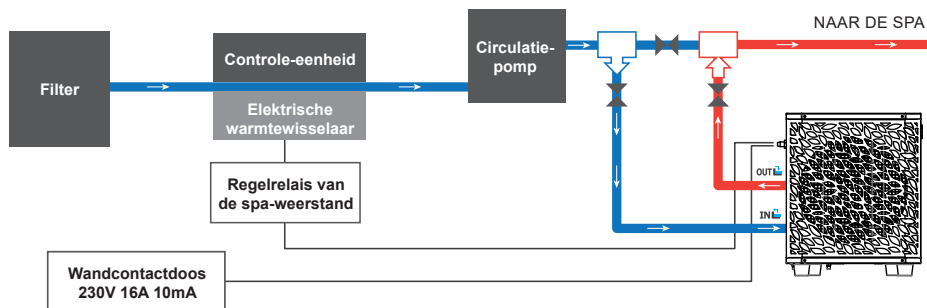 NAAR DE SPA
Filter
Controle-eenheid
Elektrische
warmtewisselaar
Circulatie-
pomp
Regelrelais van
de spa-weerstand
OUT
IN
Wandcontactdoos
230V 16A 10mA